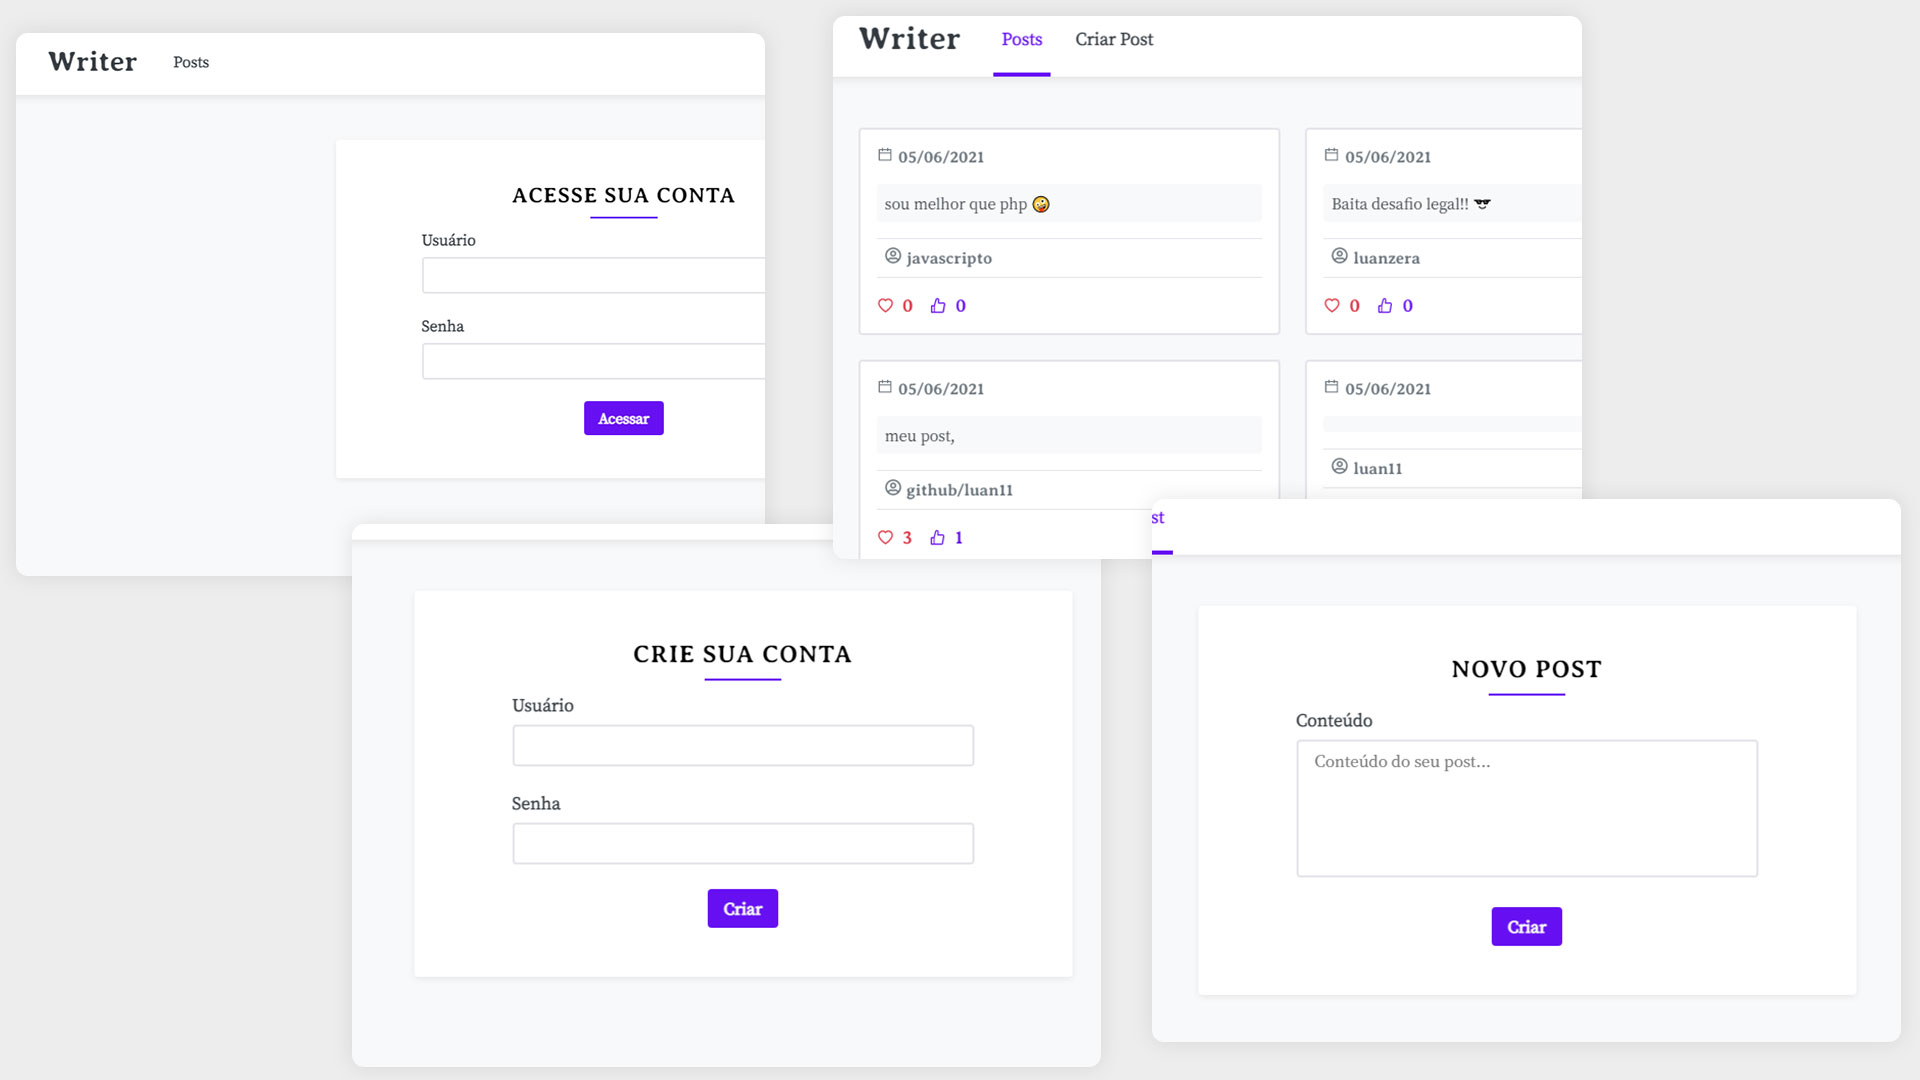 Writer Posts
ACESSE SUA CONTA
Usuário
Senha
Acessar
Writer Posts Criar Post
05/06/2021
sou melhor que php 🤪
javascripto
0 0
05/06/2021
Baita desafio legal!! 🕶
luanzera
0 0
05/06/2021
meu post,
github/luan11
3 1
05/06/2021
luan11
CRIE SUA CONTA
Usuário
Senha
Criar
st
NOVO POST
Conteúdo
Conteúdo do seu post...
Criar